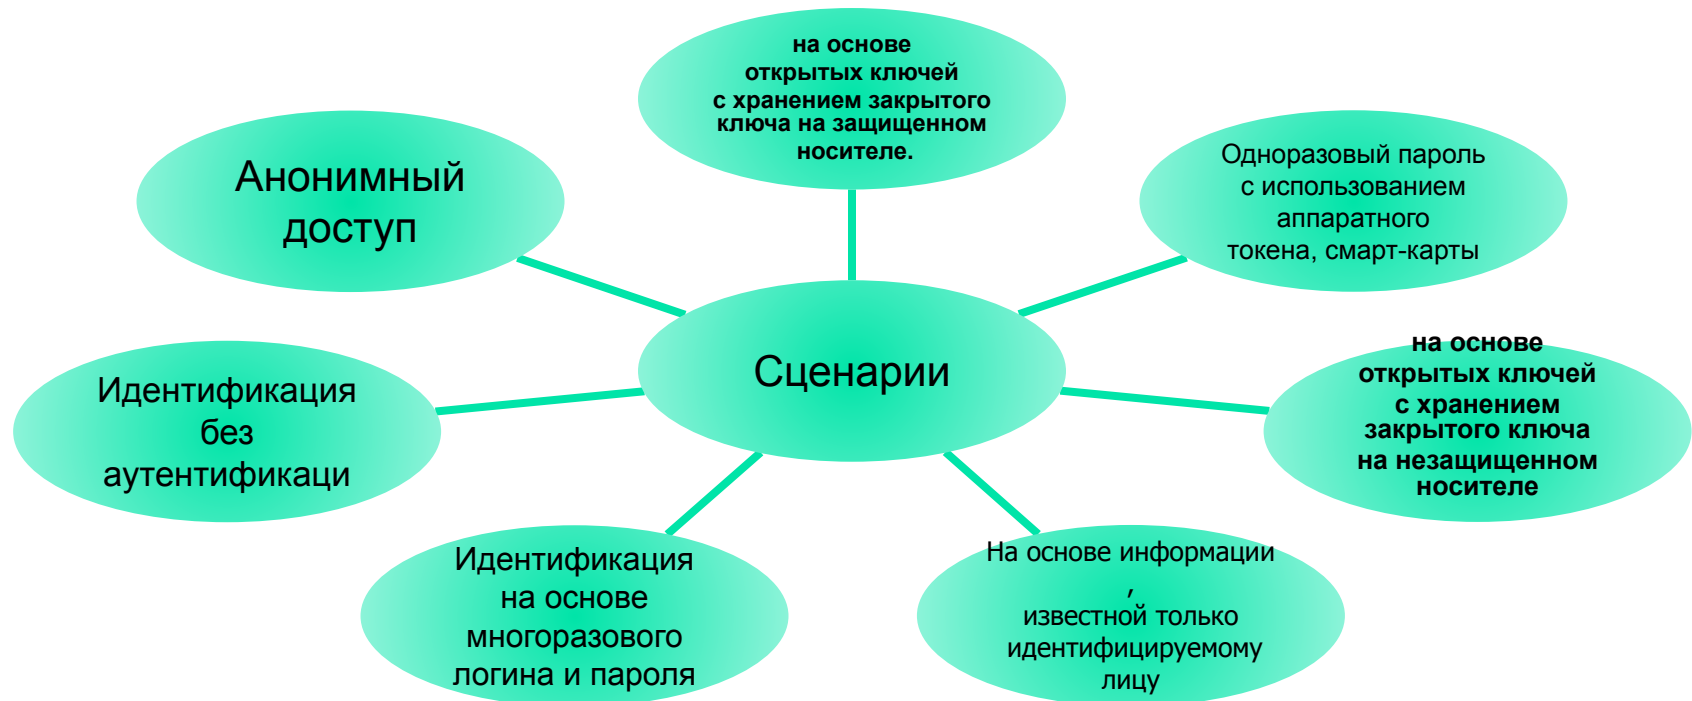 на основе
открытых ключей
с хранением закрытого
ключа на защищенном
носителе.
Анонимный
доступ
Одноразовый пароль
с использованием
аппаратного
токена, смарт-карты
Сценарии
Идентификация
без
аутентификаци
на основе
открытых ключей
с хранением
закрытого ключа
на незащищенном
носителе
Идентификация
на основе
многоразового
логина и пароля
На основе информации
,
известной только
идентифицируемому
лицу